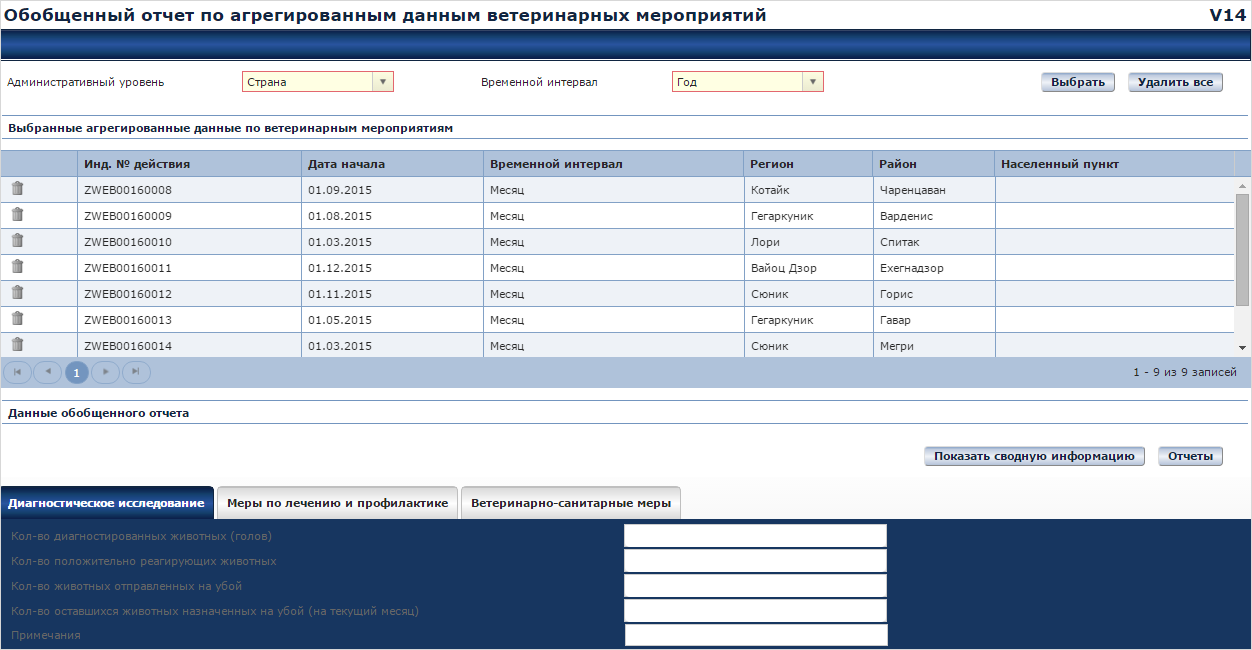 Обобщенный отчет по агрегированным данным ветеринарных мероприятий V14
Административный уровень Страна Временной интервал Год Выбрать Удалить все
Выбранные агрегированные данные по ветеринарным мероприятиям
Инд. № действия Дата начала Временной интервал Регион Район Населенный пункт
ZWEB00160008 01.09.2015 Месяц Котайк Чаренцаван
ZWEB00160009 01.08.2015 Месяц Гегаркуник Варденис
ZWEB00160010 01.03.2015 Месяц Лори Спитак
ZWEB00160011 01.12.2015 Месяц Вайоц Дзор Ехегнадзор
ZWEB00160012 01.11.2015 Месяц Сюник Горис
ZWEB00160013 01.05.2015 Месяц Гегаркуник Гавар
ZWEB00160014 01.03.2015 Месяц Сюник Мегри
1 1 - 9 из 9 записей
Данные обобщенного отчета
Показать сводную информацию Отчеты
Диагностическое исследование Меры по лечению и профилактике Ветеринарно-санитарные меры
Кол-во диагностированных животных (голов)
Кол-во положительно реагирующих животных
Кол-во животных отправленных на убой
Кол-во оставшихся животных назначенных на убой (на текущий месяц)
Примечания